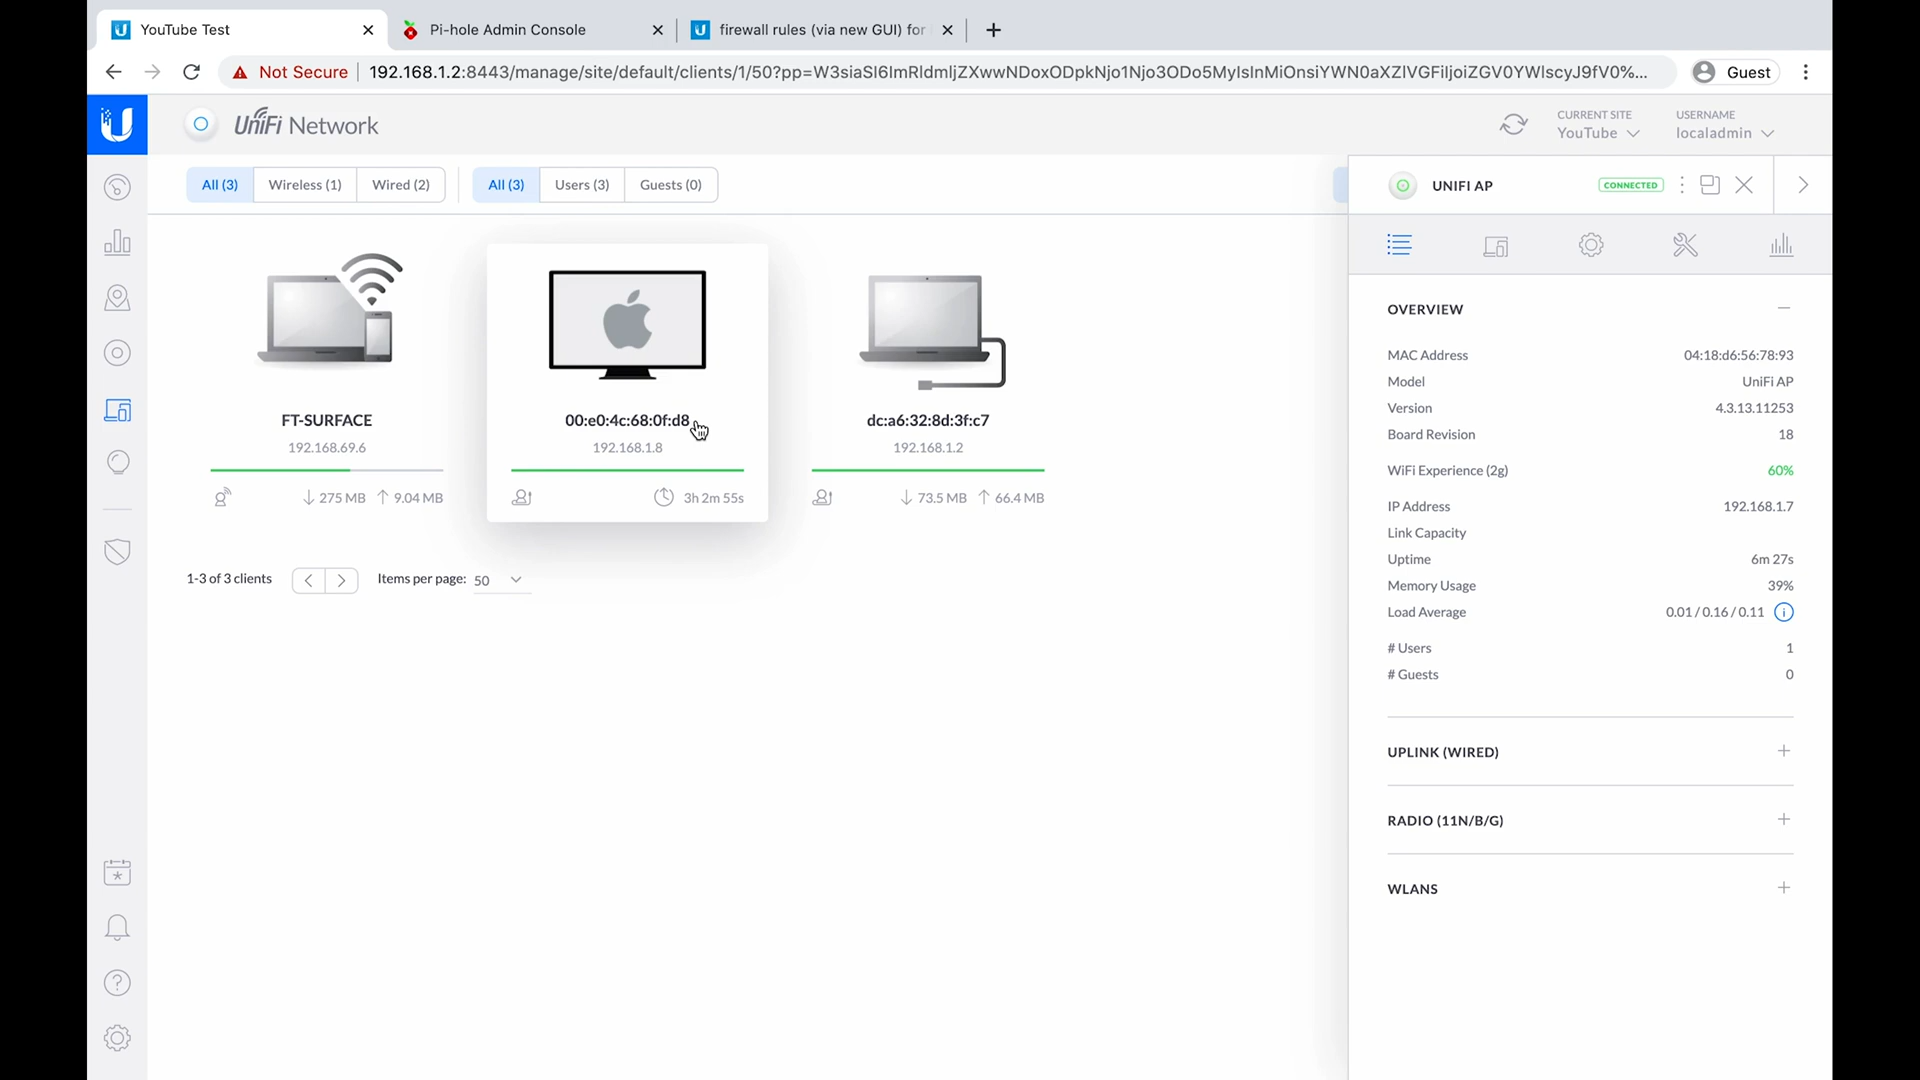 YouTube Test
Pi-hole Admin Console
firewall rules (via new GUI) for
Not Secure
192.168.1.2:8443/manage/site/default/clients/1/50?pp=W3siaSI6ImRldmljZXwwNDoxODpkNjo1Njo3ODo5MyIsInMiOnsiYWN0aXZlVGFiIjoiZGV0YWlscyJ9fV0%...
Guest
UniFi Network
CURRENT SITE
YouTube
USERNAME
localadmin
All (3)
Wireless (1)
Wired (2)
All (3)
Users (3)
Guests (0)
FT-SURFACE
192.168.69.6
275 MB
9.04 MB
00:e0:4c:68:0f:d8
192.168.1.8
3h 2m 55s
dc:a6:32:8d:3f:c7
192.168.1.2
73.5 MB
66.4 MB
1-3 of 3 clients
Items per page: 50
UNIFI AP
CONNECTED
OVERVIEW
MAC Address 04:18:d6:56:78:93
Model UniFi AP
Version 4.3.13.11253
Board Revision 18
WiFi Experience (2g) 60%
IP Address 192.168.1.7
Link Capacity
Uptime 6m 27s
Memory Usage 39%
Load Average 0.01 / 0.16 / 0.11
# Users 1
# Guests 0
UPLINK (WIRED)
RADIO (11N/B/G)
WLANS